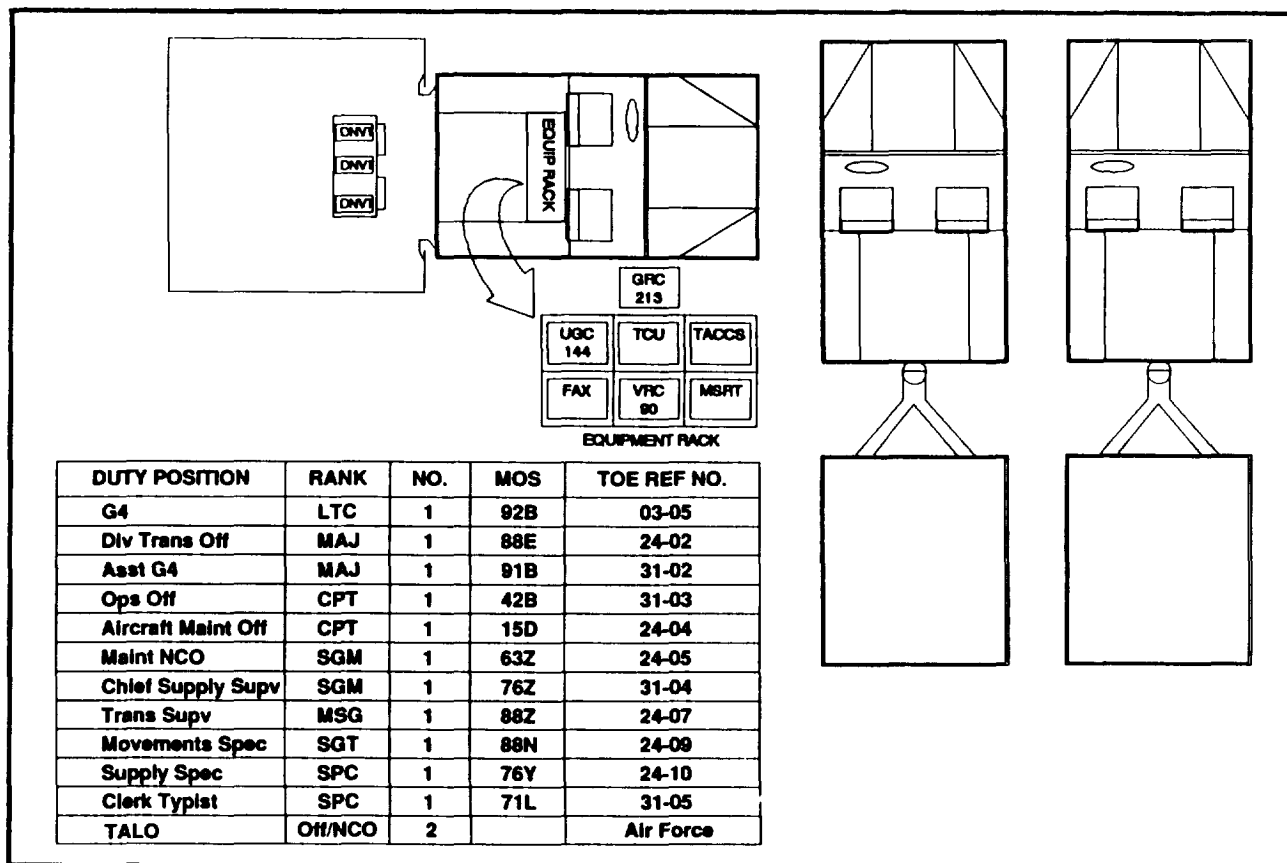 DNVT
DNVT
DNVT
EQUIP RACK
GRC
213
UGC
144
TCU
TACCS
FAX
VRC
90
MSRT
EQUIPMENT RACK
DUTY POSITION RANK NO. MOS TOE REF NO.
G4 LTC 1 92B 03-05
Div Trans Off MAJ 1 88E 24-02
Asst G4 MAJ 1 91B 31-02
Ops Off CPT 1 42B 31-03
Aircraft Maint Off CPT 1 15D 24-04
Maint NCO SGM 1 63Z 24-05
Chief Supply Supv SGM 1 76Z 31-04
Trans Supv MSG 1 88Z 24-07
Movements Spec SGT 1 88N 24-09
Supply Spec SPC 1 76Y 24-10
Clerk Typist SPC 1 71L 31-05
TALO Off/NCO 2 Air Force